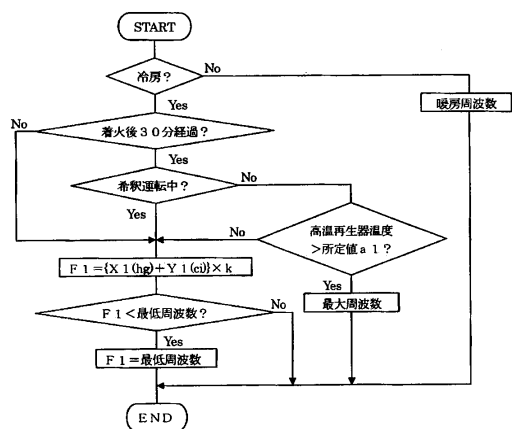 START
冷房？
No
Yes
暖房周波数
No
着火後３０分経過？
Yes
No
希釈運転中？
Yes
No
高温再生器温度
＞所定値ａ１？
Ｆ１＝{Ｘ１(hg)＋Ｙ１(ci)}×ｋ
Yes
最大周波数
Ｆ１＜最低周波数？
No
Yes
Ｆ１＝最低周波数
END